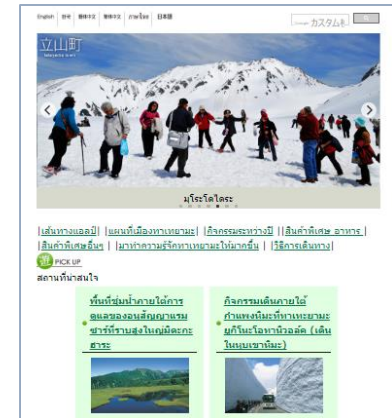 English 한국 简体中文 繁体中文 ภาษาไทย 日本語
カスタム
立山町
มุโระโดไดระ
|เส้นทางแอลป์| |แผนที่เมืองทาเทยามะ| |กิจกรรมระหว่างปี| ||สินค้าพิเศษ อาหาร |
|สินค้าพิเศษอื่นๆ | |มาทำความรู้จักทาเทยามะให้มากขึ้น | |วิธีการเดินทาง|
遊 PICK UP
สถานที่น่าสนใจ
พื้นที่ชุ่มน้ำภายใต้การ
ดูแลของอนุสัญญาแรม
ซาร์ที่ราบสูงใหญ่มิดะกะ
ฮาระ
กิจกรรมเดินภายใต้
กำแพงหิมะที่ทาเทยามะ
ยูกิโนะโอทานิวอล์ค (เดิน
ในหุบเขาหิมะ)